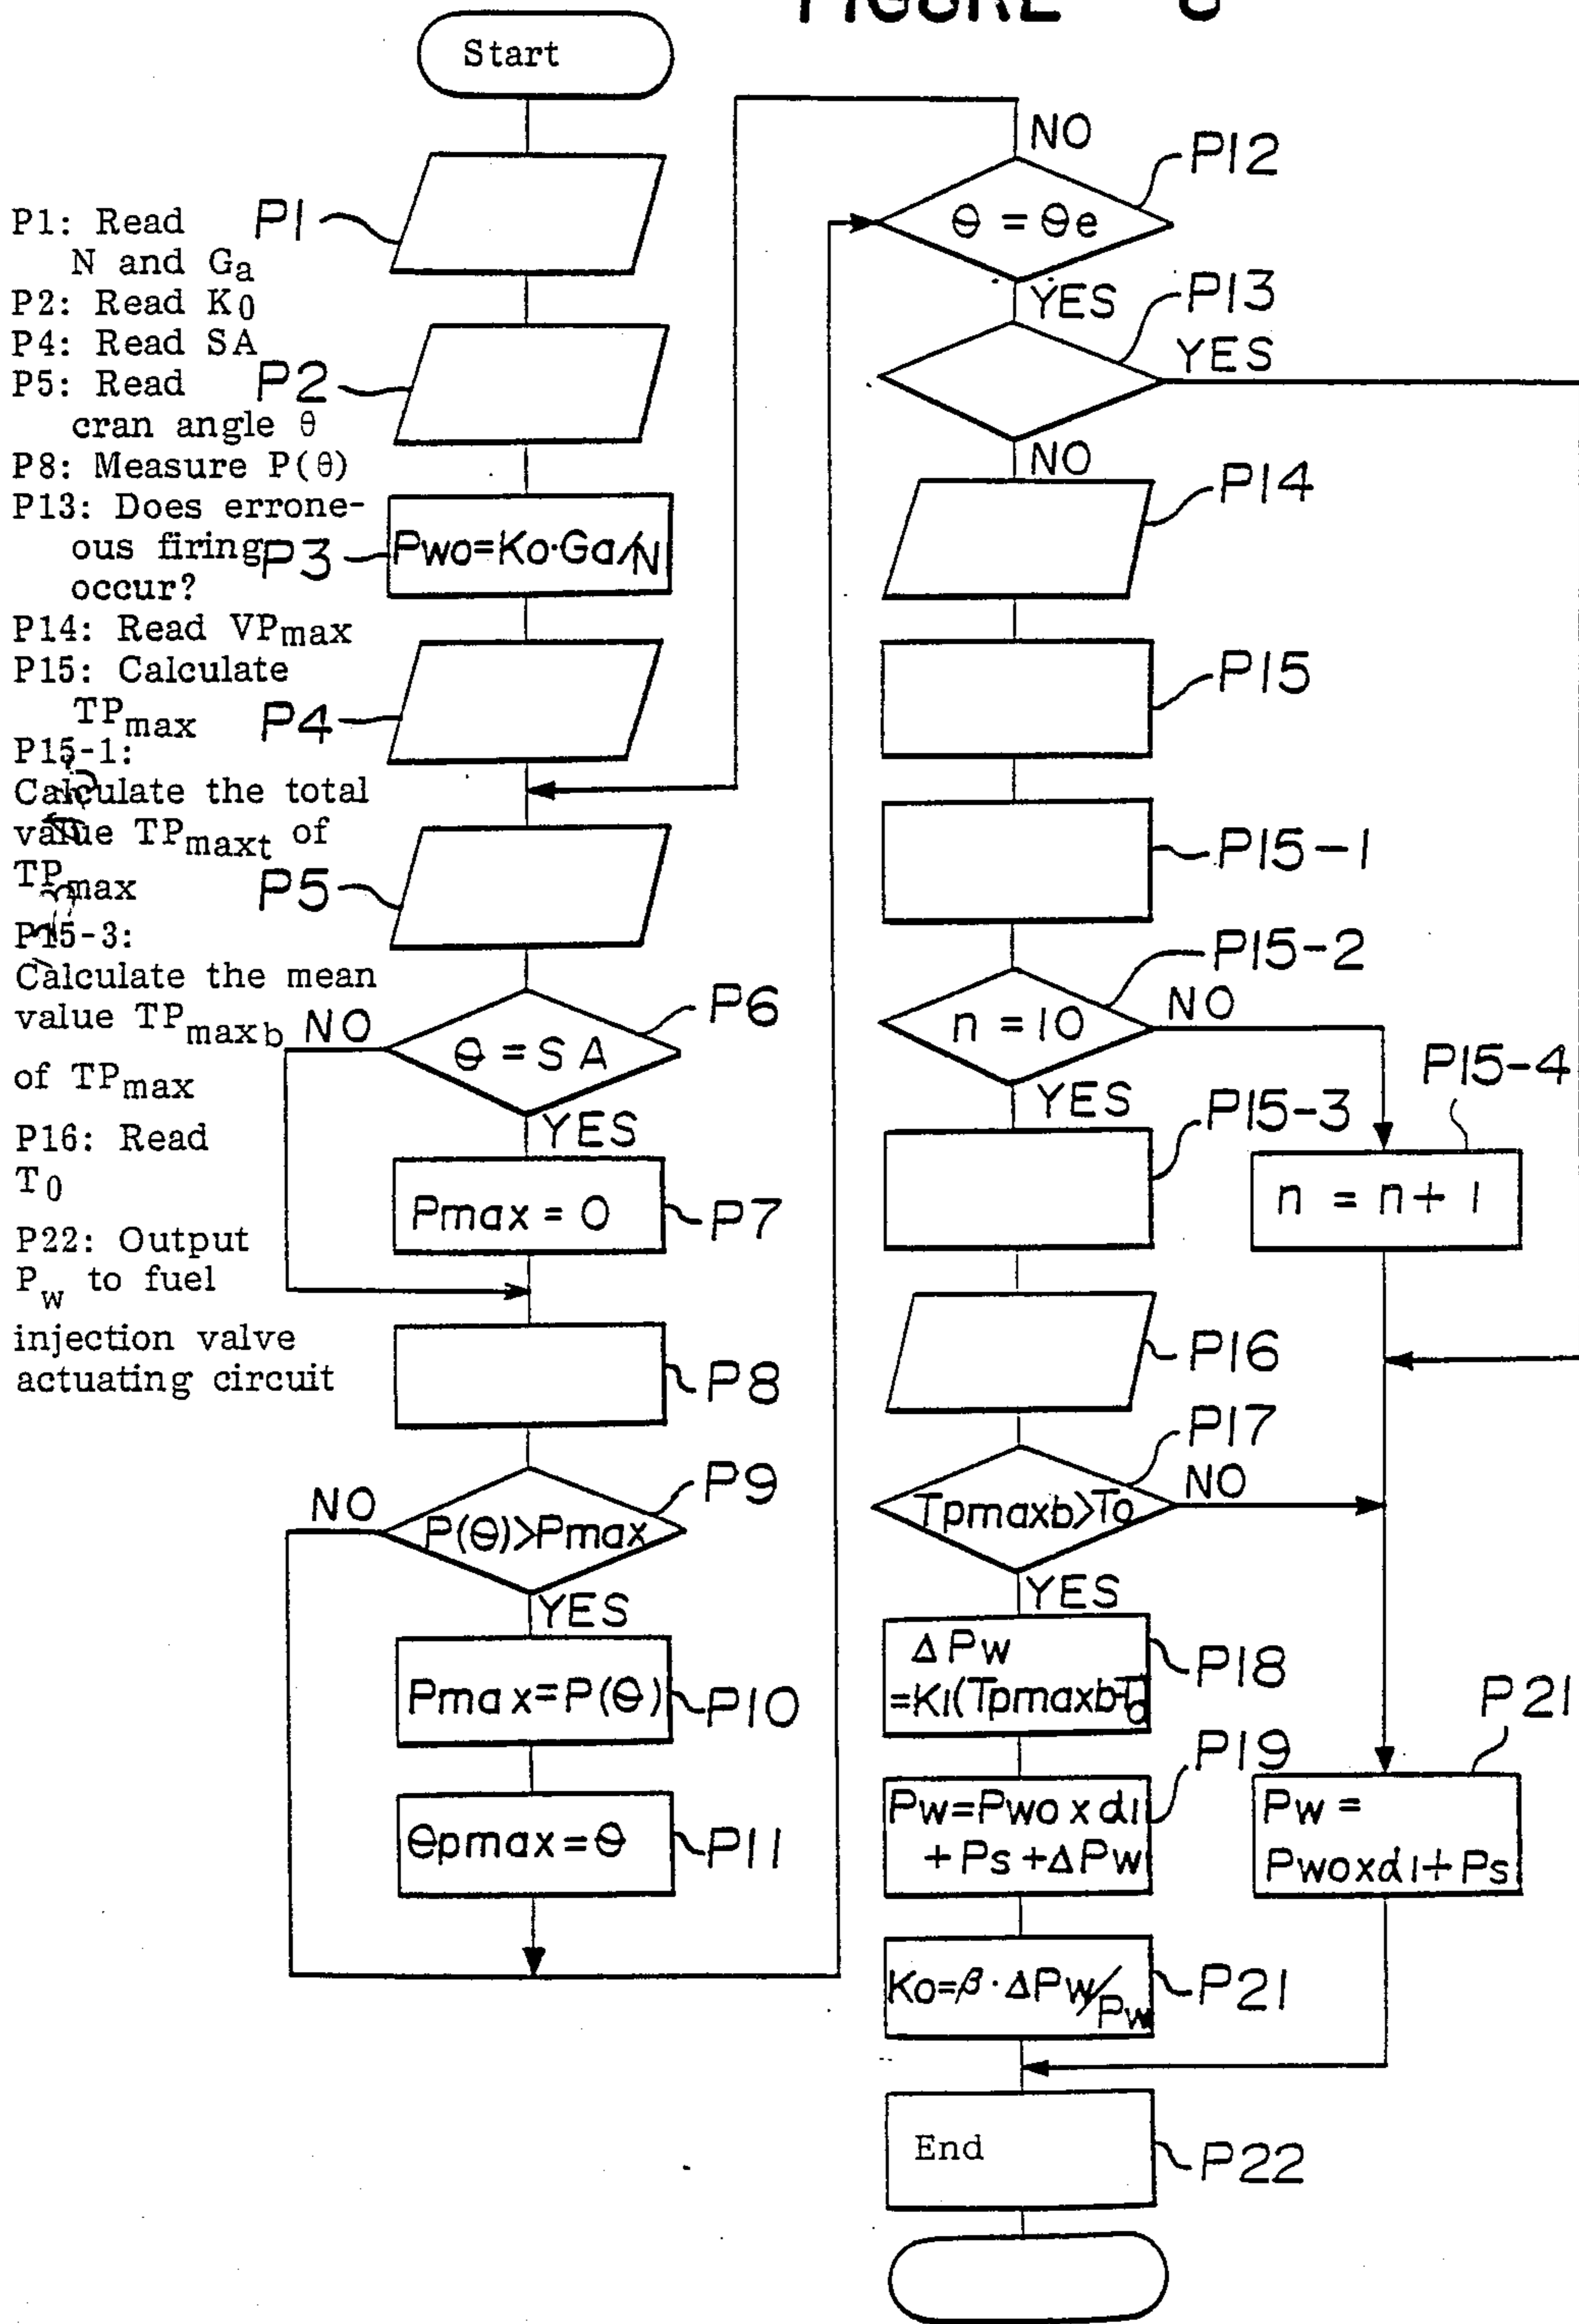 FIGURE
Start
P1: Read
N and Ga
P2: Read K0
P4: Read SA
P5: Read
cran angle θ
P8: Measure P(θ)
P13: Does errone-
ous firing
occur?
P14: Read VPmax
P15: Calculate
TPmax
P15-1:
Calculate the total
value TPmaxt of
TPmax
P15-3:
Calculate the mean
value TPmaxb
of TPmax
P16: Read
T0
P22: Output
Pw to fuel
injection valve
actuating circuit
P1
P2
P3
Pwo=Ko·Ga/N
P4
P5
P6
NO
θ = SA
YES
Pmax = 0
P7
P8
P9
NO
P(θ)>Pmax
YES
Pmax=P(θ)
P10
θpmax=θ
P11
NO
P12
θ = θe
YES
P13
YES
NO
P14
P15
P15-1
P15-2
n = 10
NO
YES
P15-3
P15-4
n = n+1
P16
P17
Tpmaxb>To
NO
YES
ΔPw
=K1(Tpmaxb-To
P18
P19
Pw=Pwo x d1
+ Ps +ΔPw
P21
Pw =
Pwoxd1+Ps
Ko=β·ΔPw/Pw
P21
End
P22